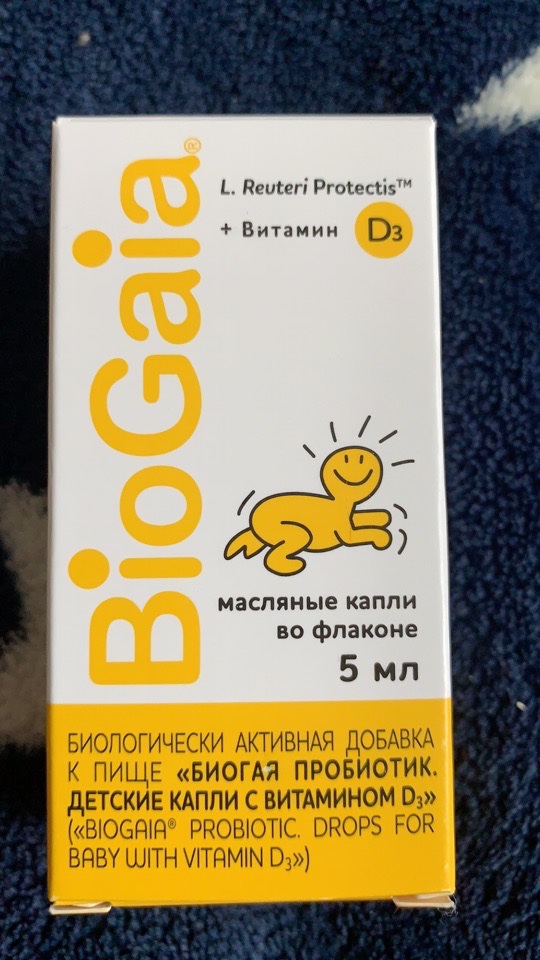 BioGaia®
L. Reuteri Protectis™
+ Витамин D3
масляные капли
во флаконе
5 мл
БИОЛОГИЧЕСКИ АКТИВНАЯ ДОБАВКА
К ПИЩЕ «БИОГАЯ ПРОБИОТИК.
ДЕТСКИЕ КАПЛИ С ВИТАМИНОМ D₃»
(«BIOGAIA® PROBIOTIC. DROPS FOR
BABY WITH VITAMIN D₃»)